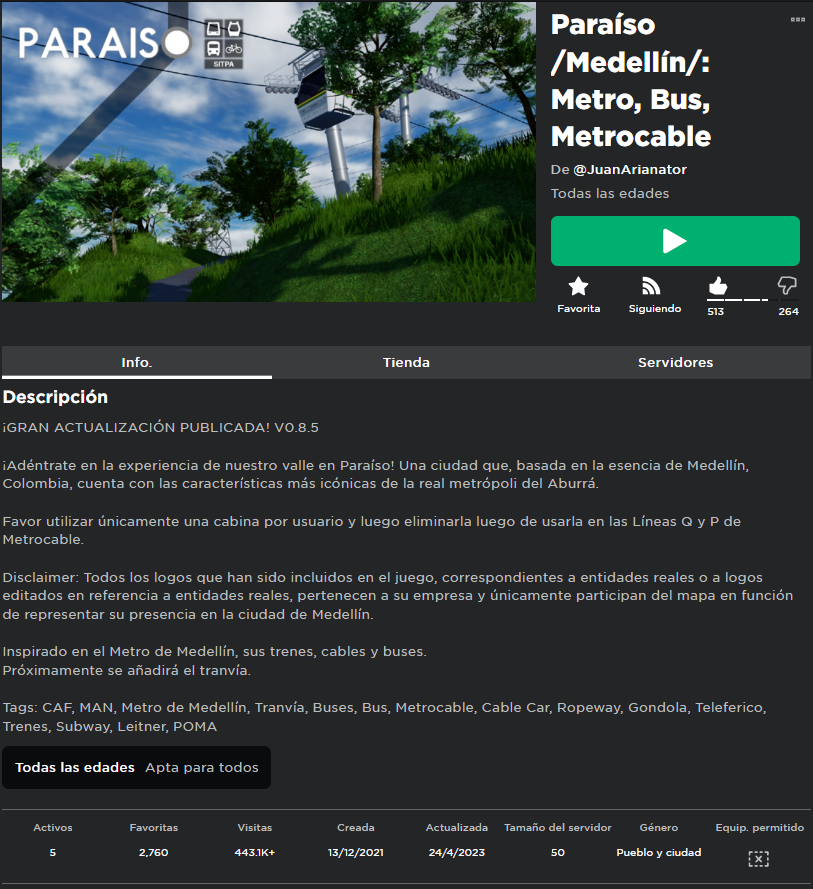 PARAISO
SITPA
Paraíso
/Medellín/:
Metro, Bus,
Metrocable
De @JuanArianator
Todas las edades
Favorita
Siguiendo
513
264
Info.
Tienda
Servidores
Descripción
¡GRAN ACTUALIZACIÓN PUBLICADA! V0.8.5
¡Adéntrate en la experiencia de nuestro valle en Paraíso! Una ciudad que, basada en la esencia de Medellín,
Colombia, cuenta con las características más icónicas de la real metrópoli del Aburrá.
Favor utilizar únicamente una cabina por usuario y luego eliminarla luego de usarla en las Líneas Q y P de
Metrocable.
Disclaimer: Todos los logos que han sido incluidos en el juego, correspondientes a entidades reales o a logos
editados en referencia a entidades reales, pertenecen a su empresa y únicamente participan del mapa en función
de representar su presencia en la ciudad de Medellín.
Inspirado en el Metro de Medellín, sus trenes, cables y buses.
Próximamente se añadirá el tranvía.
Tags: CAF, MAN, Metro de Medellín, Tranvía, Buses, Bus, Metrocable, Cable Car, Ropeway, Gondola, Teleferico,
Trenes, Subway, Leitner, POMA
Todas las edades Apta para todos
Activos Favoritas Visitas Creada Actualizada Tamaño del servidor Género Equip. permitido
5 2,760 443.1K+ 13/12/2021 24/4/2023 50 Pueblo y ciudad